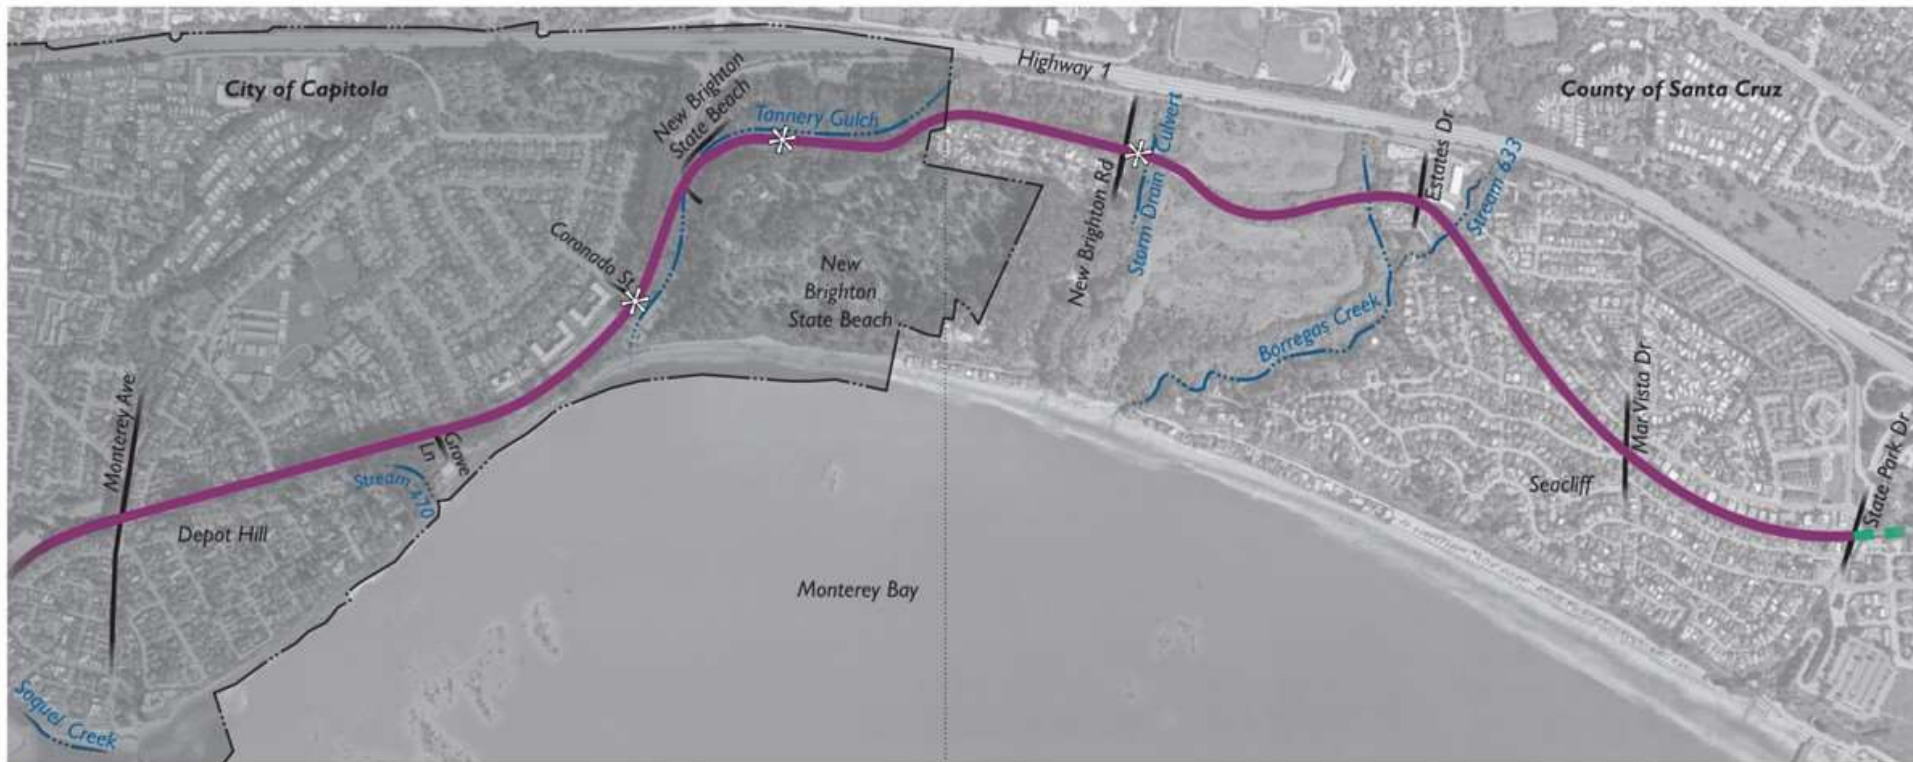 City of Capitola
New Brighton
State Beach
Highway 1
County of Santa Cruz
Tannery Gulch
Storm Drain Culvert
Estates Dr
Stream 633
New Brighton Rd
Coronado St
New
Brighton
State Beach
Borregas Creek
Monterey Ave
Grove
Ln
Stream 470
Mar Vista Dr
State Park Dr
Seacliff
Depot Hill
Monterey Bay
Soquel Creek